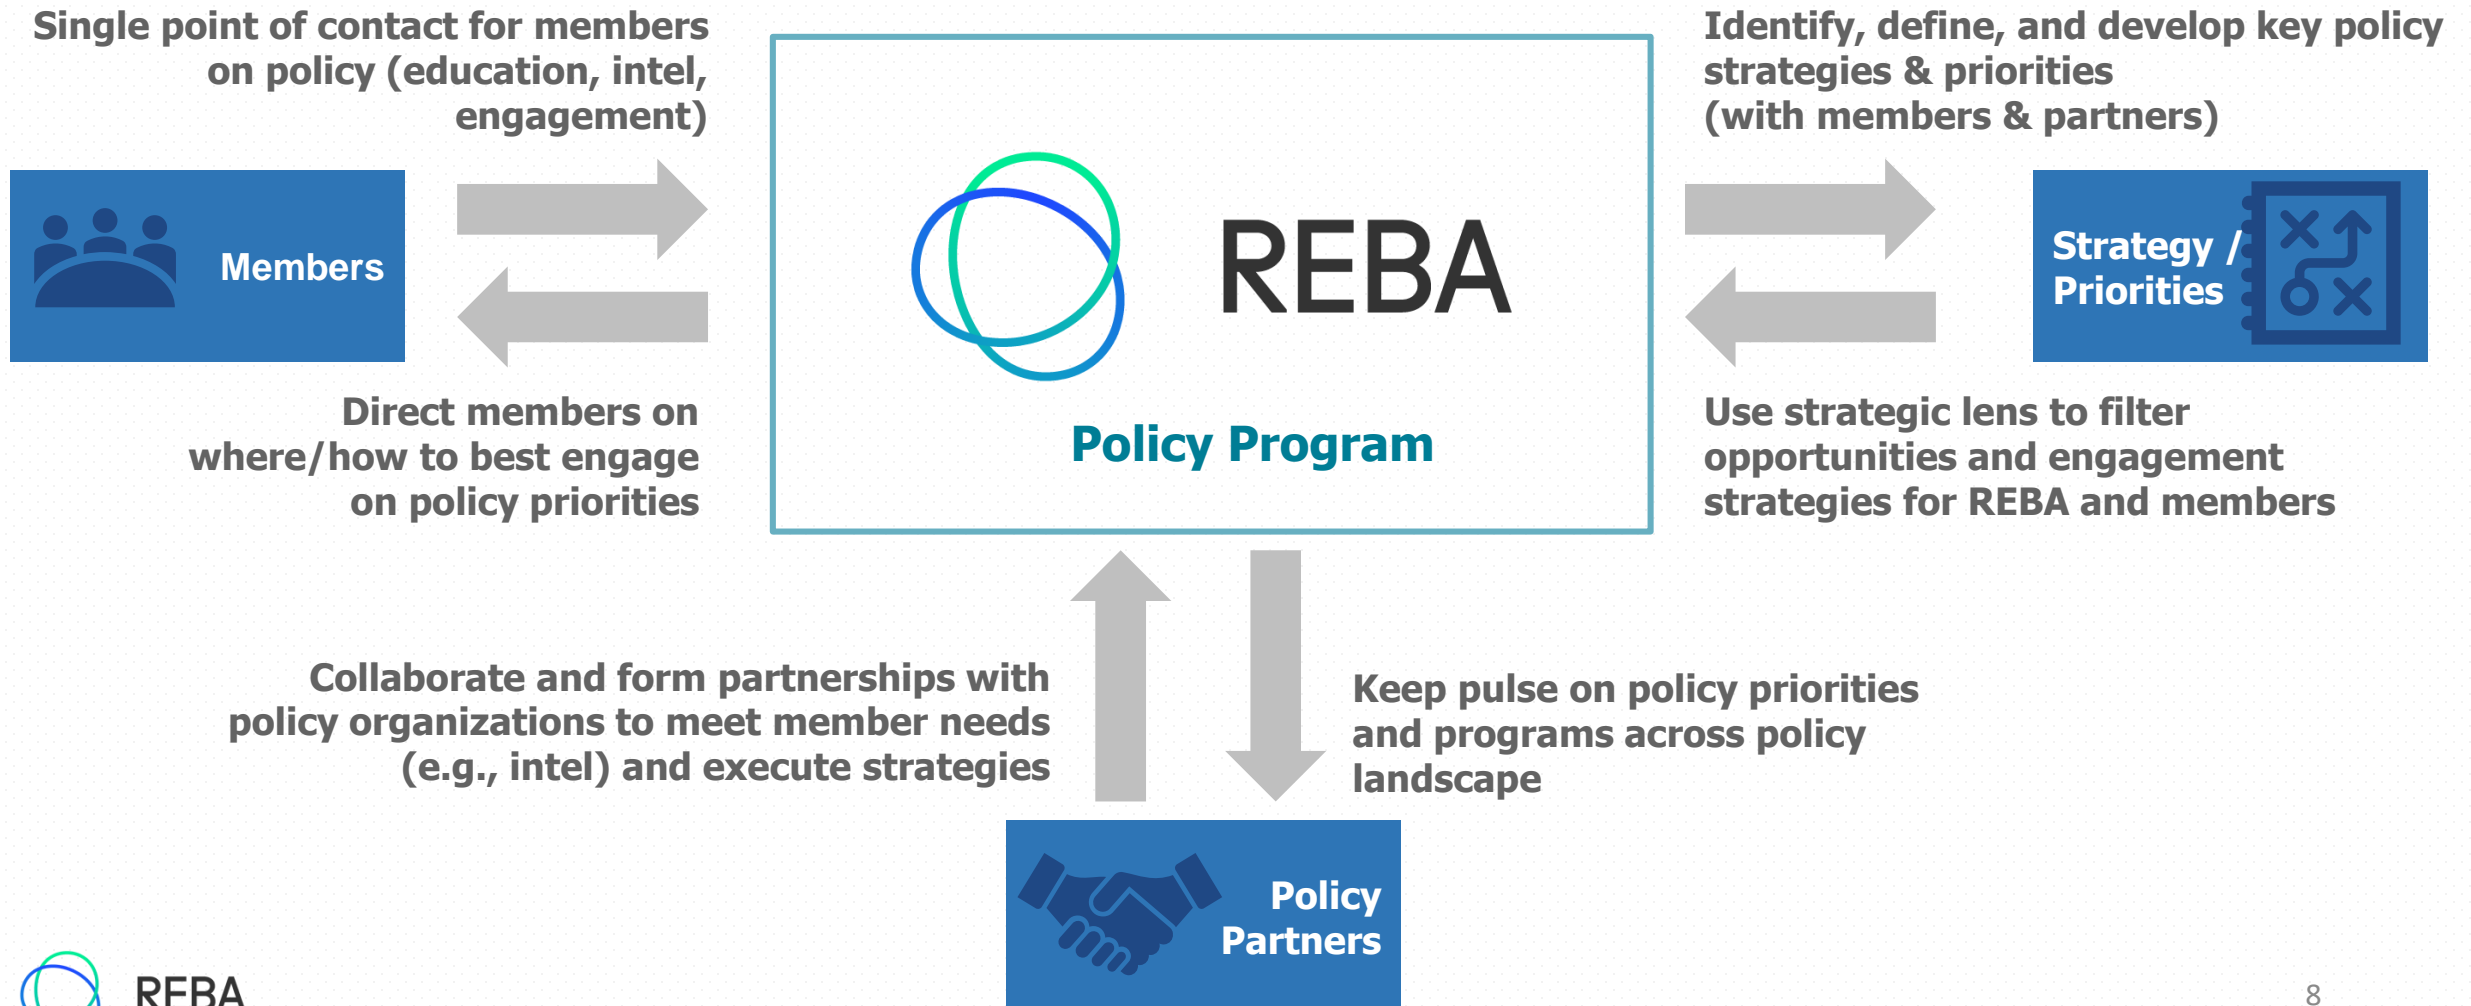 Single point of contact for members
on policy (education, intel,
engagement)
Members
Direct members on
where/how to best engage
on policy priorities
REBA
Policy Program
Identify, define, and develop key policy
strategies & priorities
(with members & partners)
Strategy /
Priorities
Use strategic lens to filter
opportunities and engagement
strategies for REBA and members
Collaborate and form partnerships with
policy organizations to meet member needs
(e.g., intel) and execute strategies
Keep pulse on policy priorities
and programs across policy
landscape
Policy
Partners
REBA
8